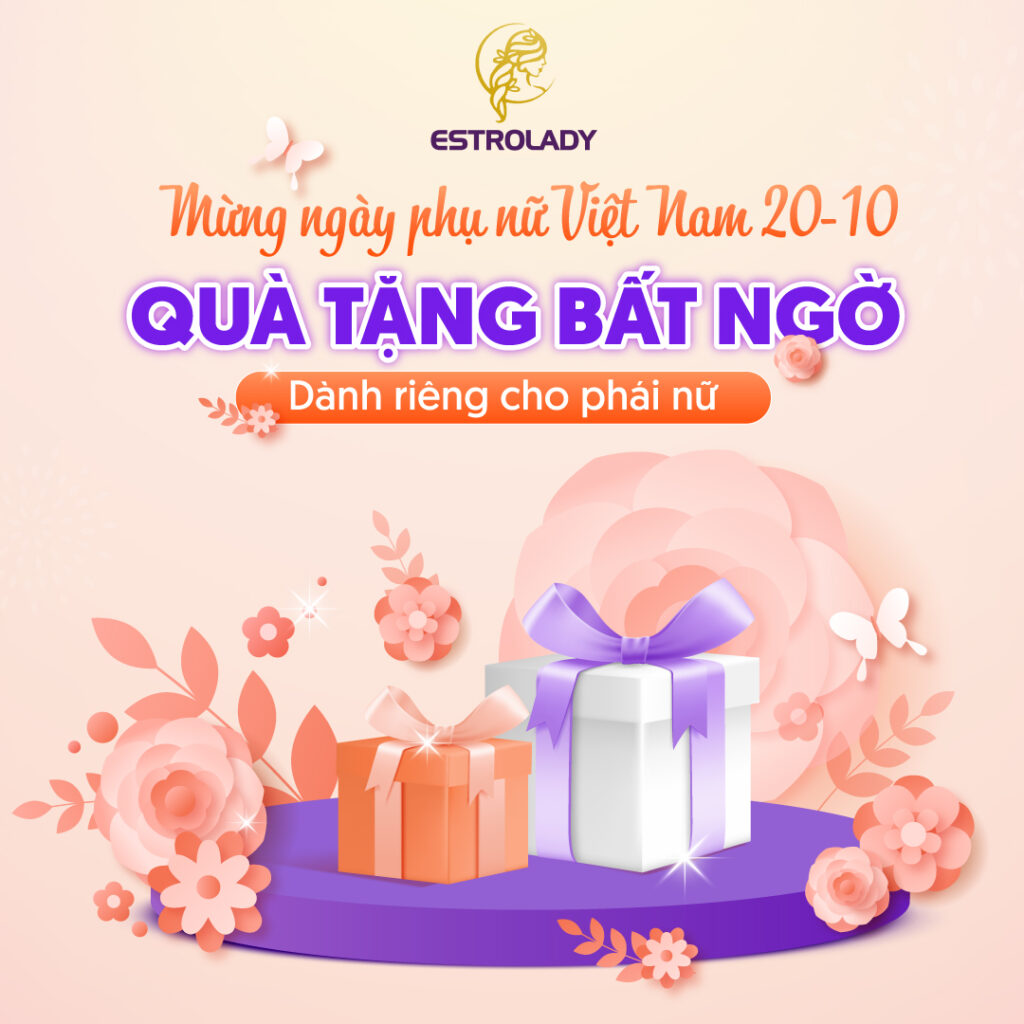 ESTROLADY
Mừng ngày phụ nữ Việt Nam 20-10
QUÀ TẶNG BẤT NGỜ
Dành riêng cho phái nữ